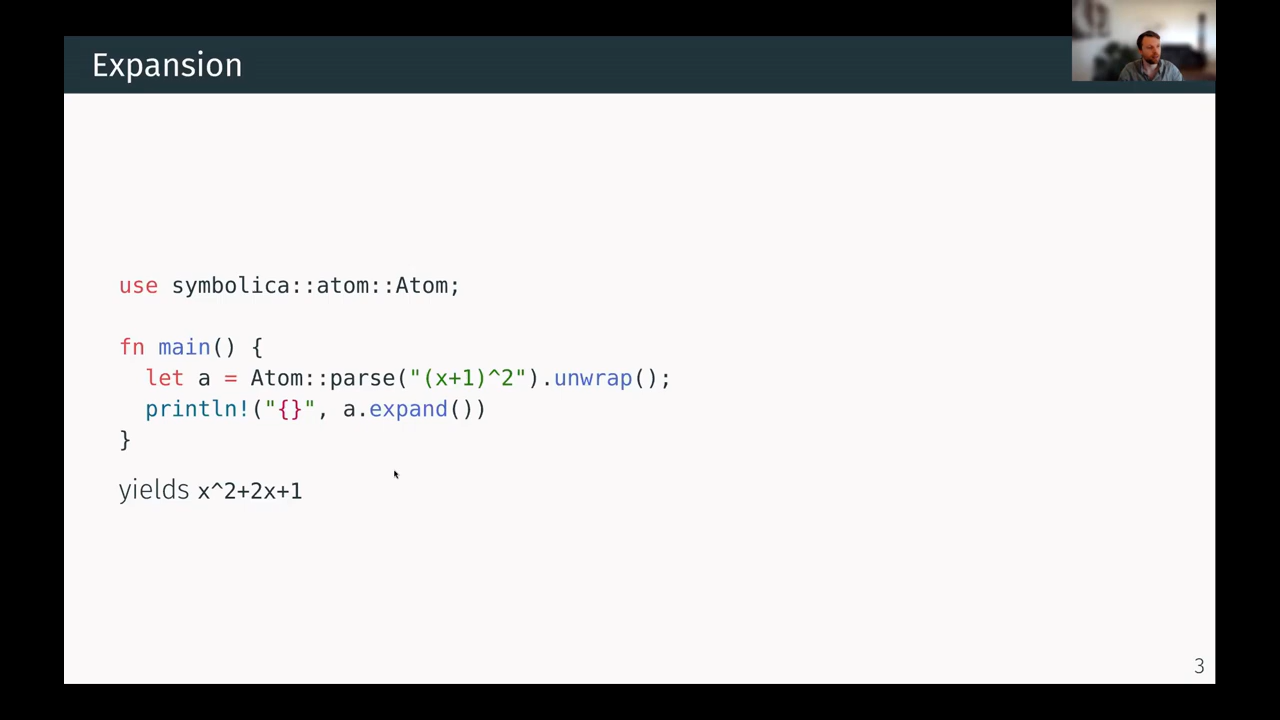 Expansion
use symbolica::atom::Atom;
fn main() {
  let a = Atom::parse("(x+1)^2").unwrap();
  println!("{}", a.expand())
}
yields x^2+2x+1
3